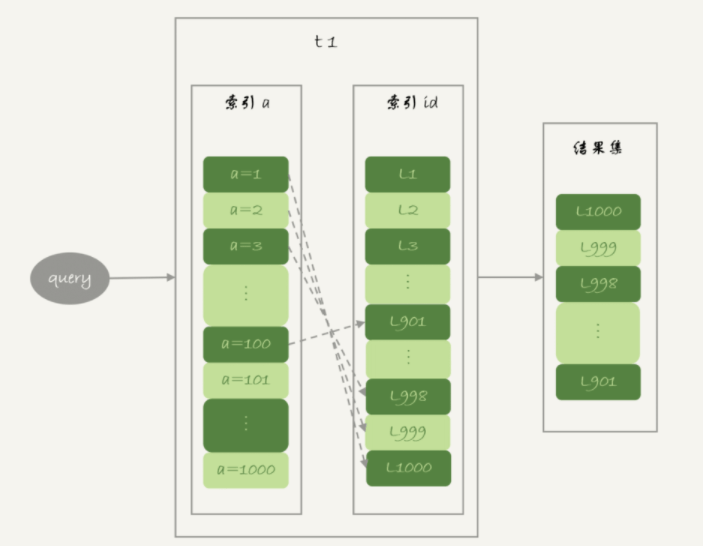 t1
索引 a
索引 id
结果集
query
a=1
a=2
a=3
⋮
a=100
a=101
⋮
a=1000
L1
L2
L3
⋮
L901
⋮
L998
L999
L1000
L1000
L999
L998
⋮
L901